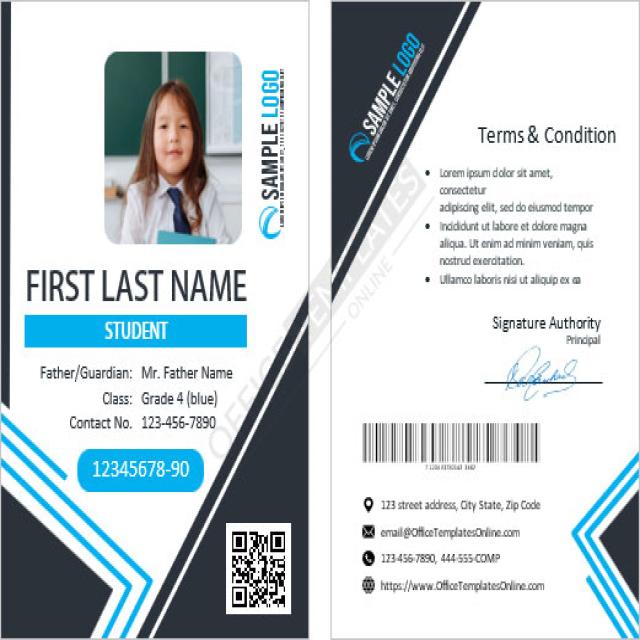 SAMPLE LOGO
FIRST LAST NAME
STUDENT
Father/Guardian: Mr. Father Name
Class: Grade 4 (blue)
Contact No. 123-456-7890
12345678-90
SAMPLE LOGO
Terms & Condition
• Lorem ipsum dolor sit amet,
consectetur
adipiscing elit, sed do eiusmod tempor
• Incididunt ut labore et dolore magna
aliqua. Ut enim ad minim veniam, quis
nostrud exercitation.
• Ullamco laboris nisi ut aliquip ex ea
Signature Authority
Principal
123 street address, City State, Zip Code
email@OfficeTemplatesOnline.com
123-456-7890, 444-555-COMP
https://www.OfficeTemplatesOnline.com
OFFICE TEMPLATES
ONLINE